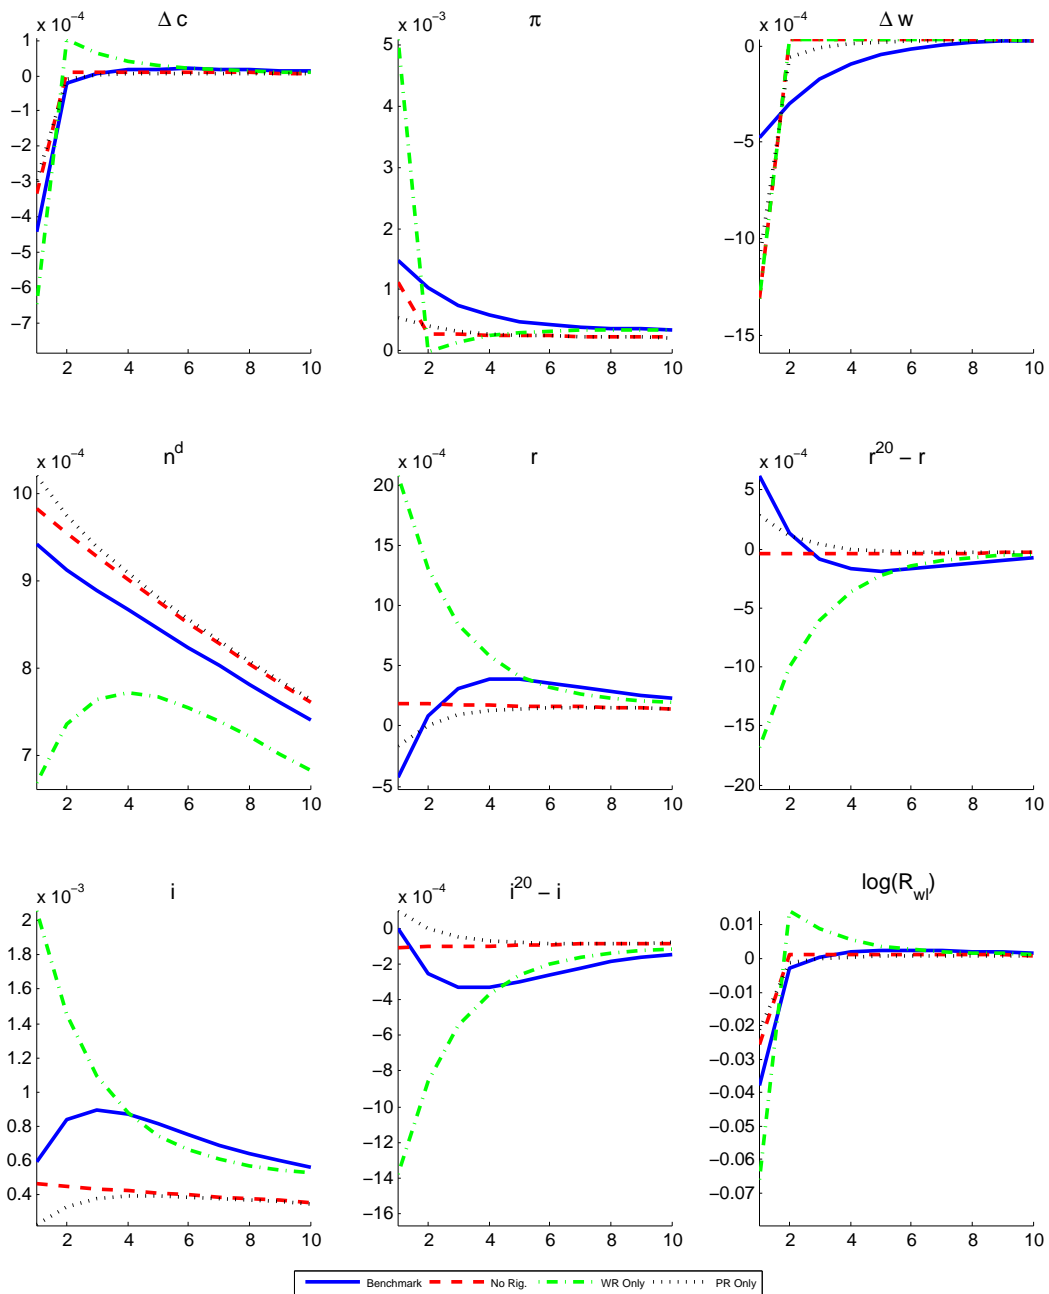 x 10⁻⁴
Δ c
1
0
−1
−2
−3
−4
−5
−6
−7
2 4 6 8 10
x 10⁻³
π
5
4
3
2
1
0
2 4 6 8 10
x 10⁻⁴
Δ w
0
−5
−10
−15
2 4 6 8 10
x 10⁻⁴
n^d
10
9
8
7
2 4 6 8 10
x 10⁻⁴
r
20
15
10
5
0
−5
2 4 6 8 10
x 10⁻⁴
r²⁰ − r
5
0
−5
−10
−15
−20
2 4 6 8 10
x 10⁻³
i
2
1.8
1.6
1.4
1.2
1
0.8
0.6
0.4
2 4 6 8 10
x 10⁻⁴
i²⁰ − i
0
−2
−4
−6
−8
−10
−12
−14
−16
2 4 6 8 10
log(R_wl)
0.01
0
−0.01
−0.02
−0.03
−0.04
−0.05
−0.06
−0.07
2 4 6 8 10
Benchmark No Rig. WR Only PR Only